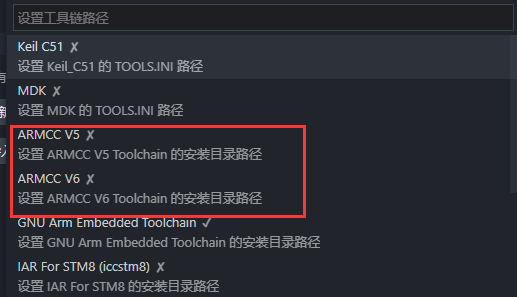 设置工具链路径
Keil C51 ✗
设置 Keil_C51 的 TOOLS.INI 路径
MDK ✗
设置 MDK 的 TOOLS.INI 路径
ARMCC V5 ✗
设置 ARMCC V5 Toolchain 的安装目录路径
ARMCC V6 ✗
设置 ARMCC V6 Toolchain 的安装目录路径
GNU Arm Embedded Toolchain ✓
设置 GNU Arm Embedded Toolchain 的安装目录路径
IAR For STM8 (iccstm8) ✗
设置 IAR For STM8 的安装目录路径